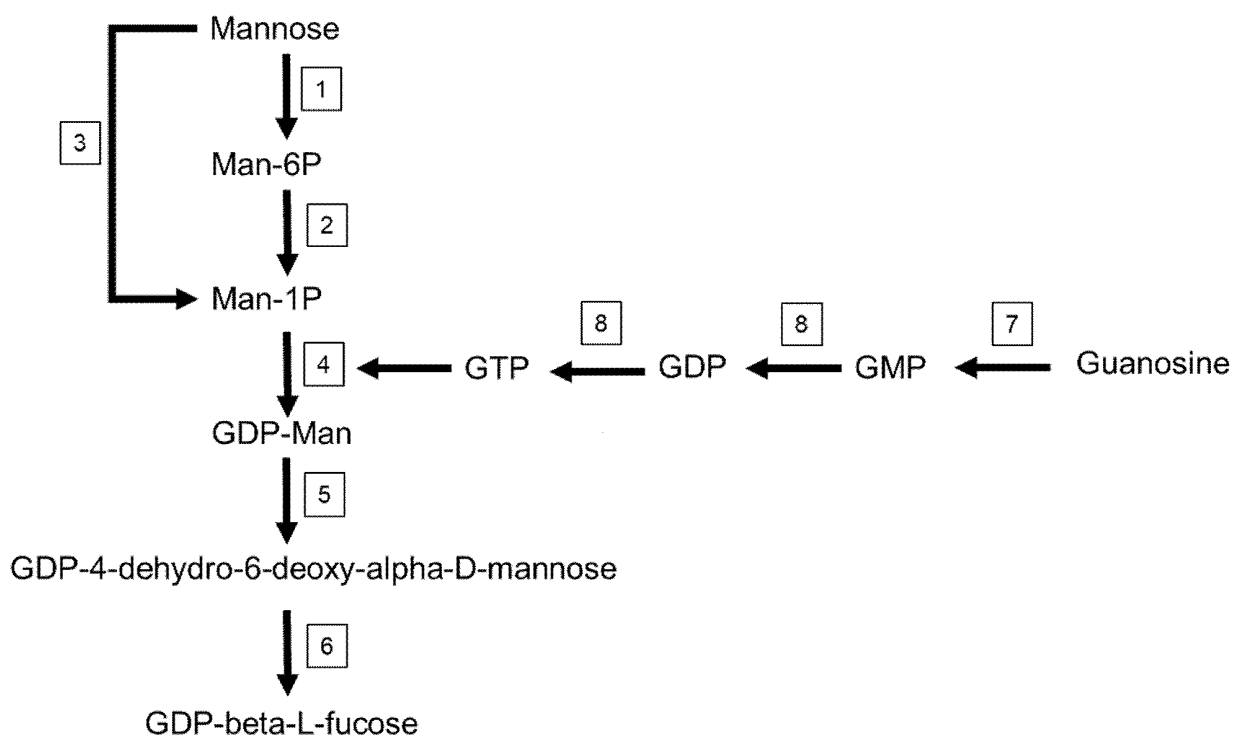 Mannose
1
3
Man-6P
2
Man-1P
8 8 7
4 GTP GDP GMP Guanosine
GDP-Man
5
GDP-4-dehydro-6-deoxy-alpha-D-mannose
6
GDP-beta-L-fucose